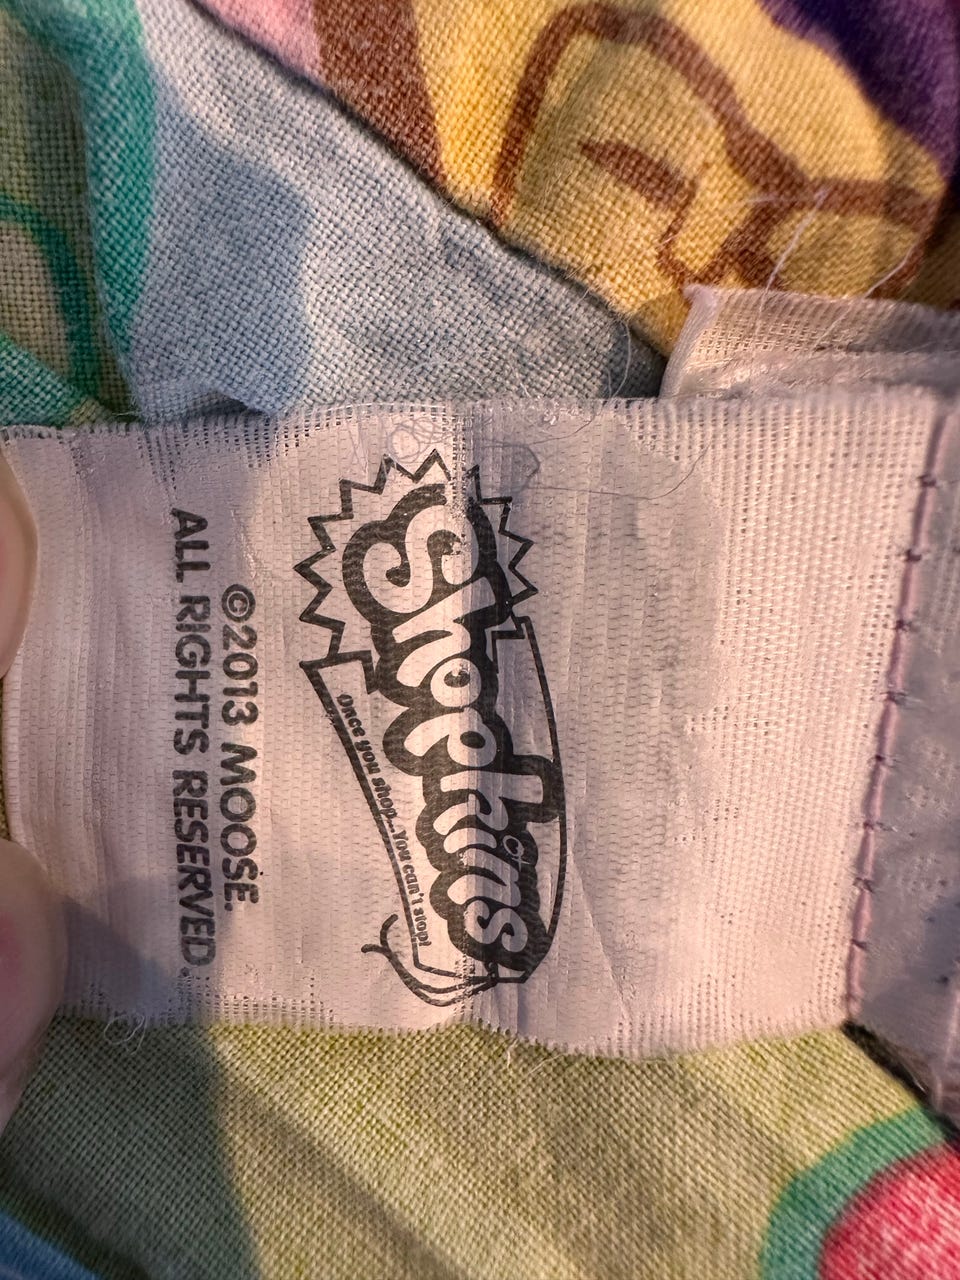 Shopkins
Once you shop... You can't stop!
©2013 MOOSE.
ALL RIGHTS RESERVED.